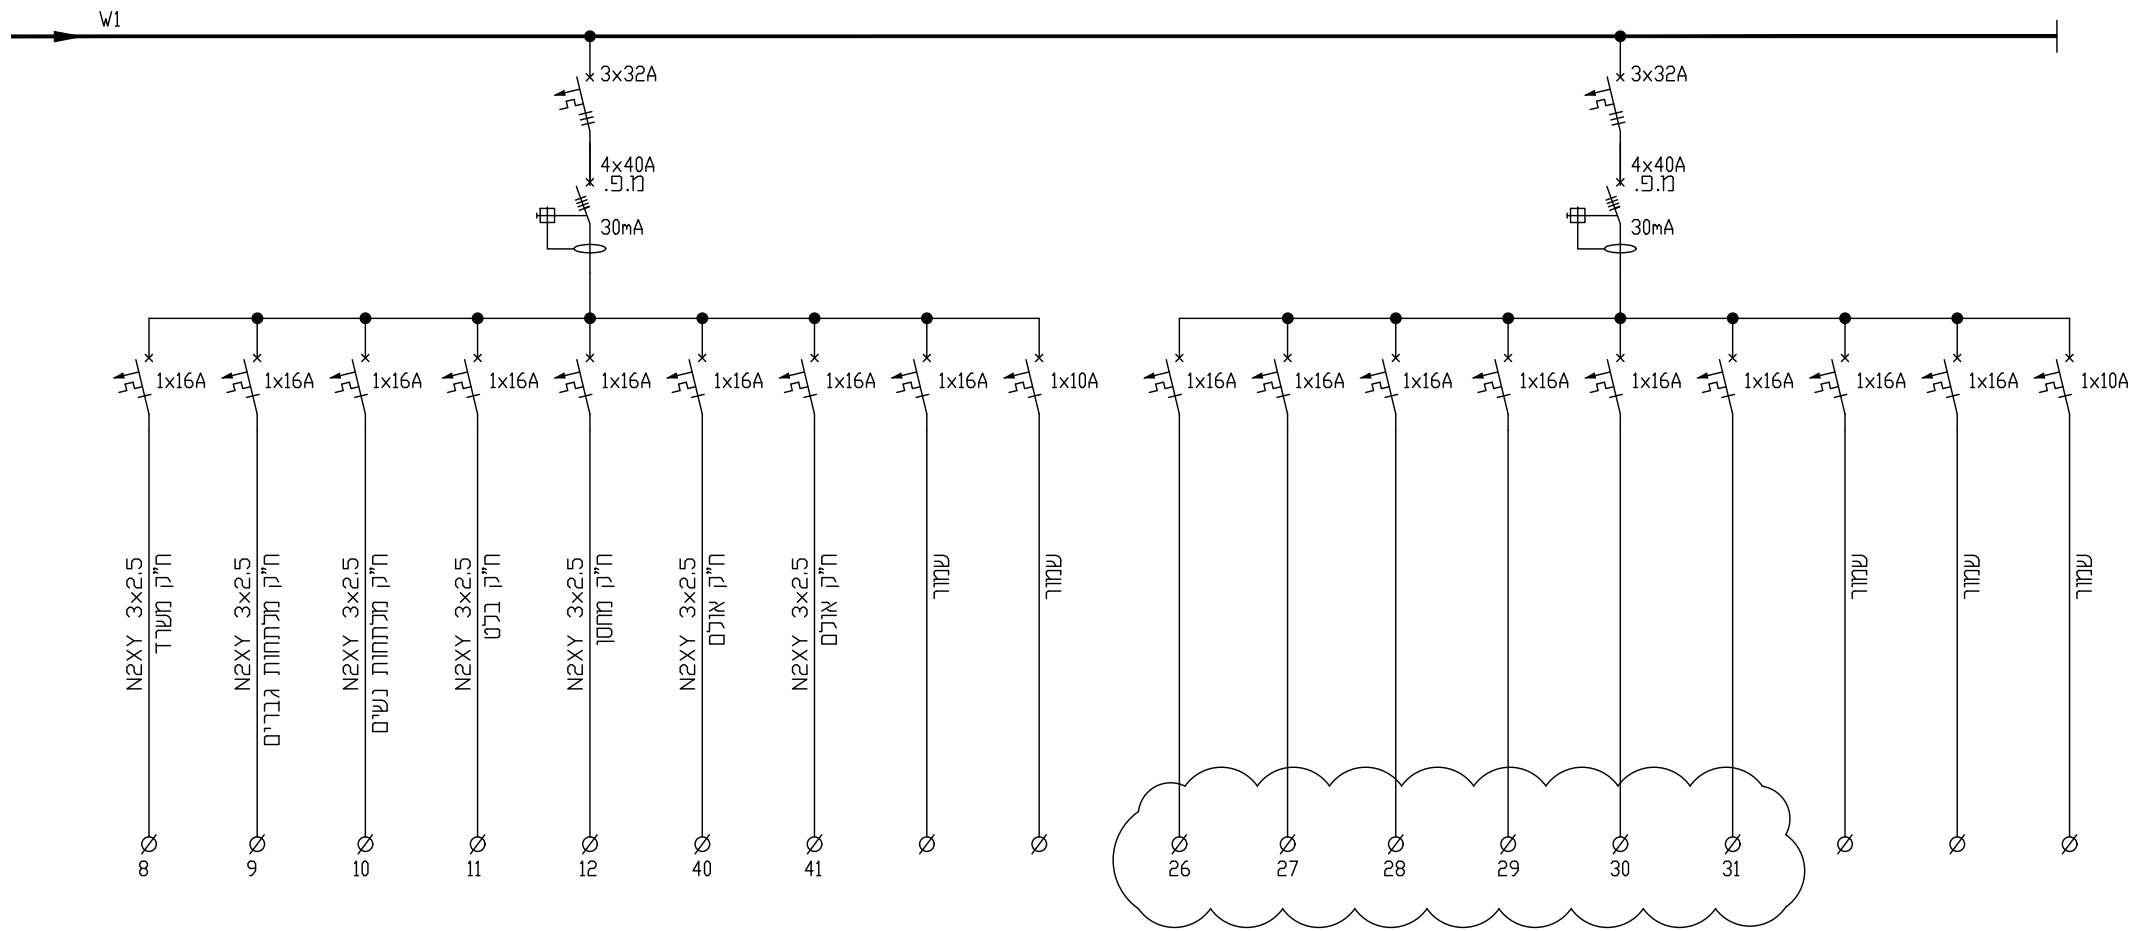 W1
3x32A
4x40A
מ.פ.
30mA
3x32A
4x40A
מ.פ.
30mA
1x16A
1x16A
1x16A
1x16A
1x16A
1x16A
1x16A
1x16A
1x10A
1x16A
1x16A
1x16A
1x16A
1x16A
1x16A
1x16A
1x16A
1x10A
N2XY 3x2.5
ח"ק משרד
N2XY 3x2.5
ח"ק מלתחות גברים
N2XY 3x2.5
ח"ק מלתחות נשים
N2XY 3x2.5
ח"ק בלט
N2XY 3x2.5
ח"ק מחסן
N2XY 3x2.5
ח"ק אולם
N2XY 3x2.5
ח"ק אולם
שמור
שמור
שמור
שמור
שמור
8
9
10
11
12
40
41
26
27
28
29
30
31